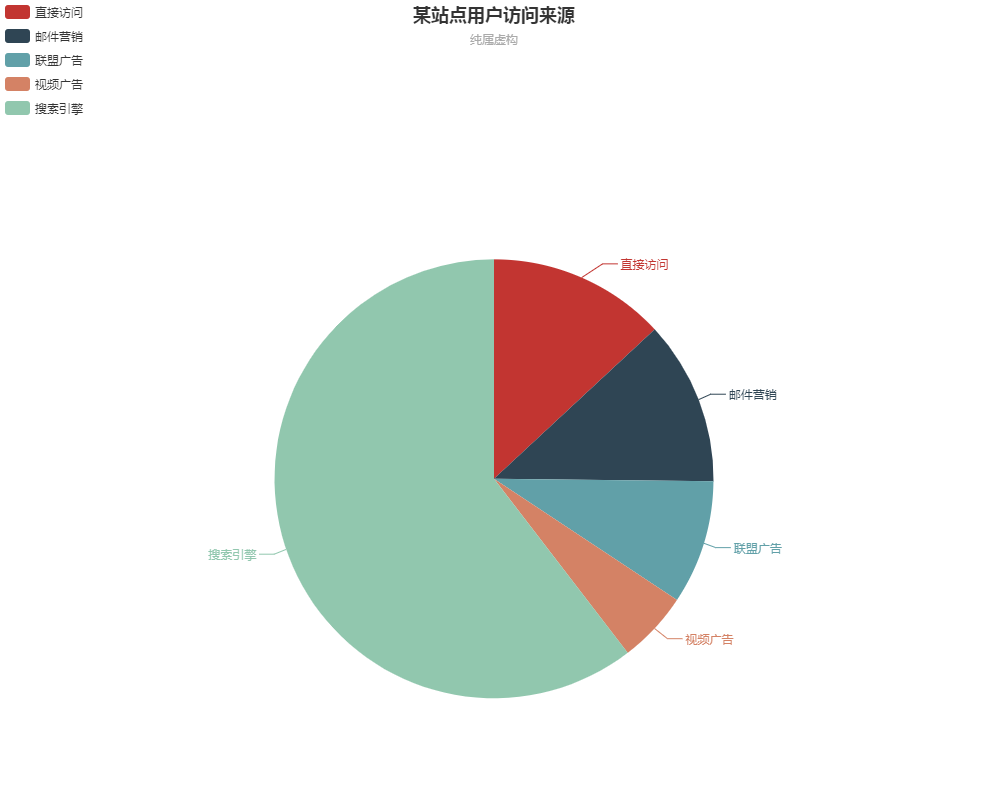 某站点用户访问来源
纯属虚构
直接访问
邮件营销
联盟广告
视频广告
搜索引擎
直接访问
邮件营销
联盟广告
视频广告
搜索引擎